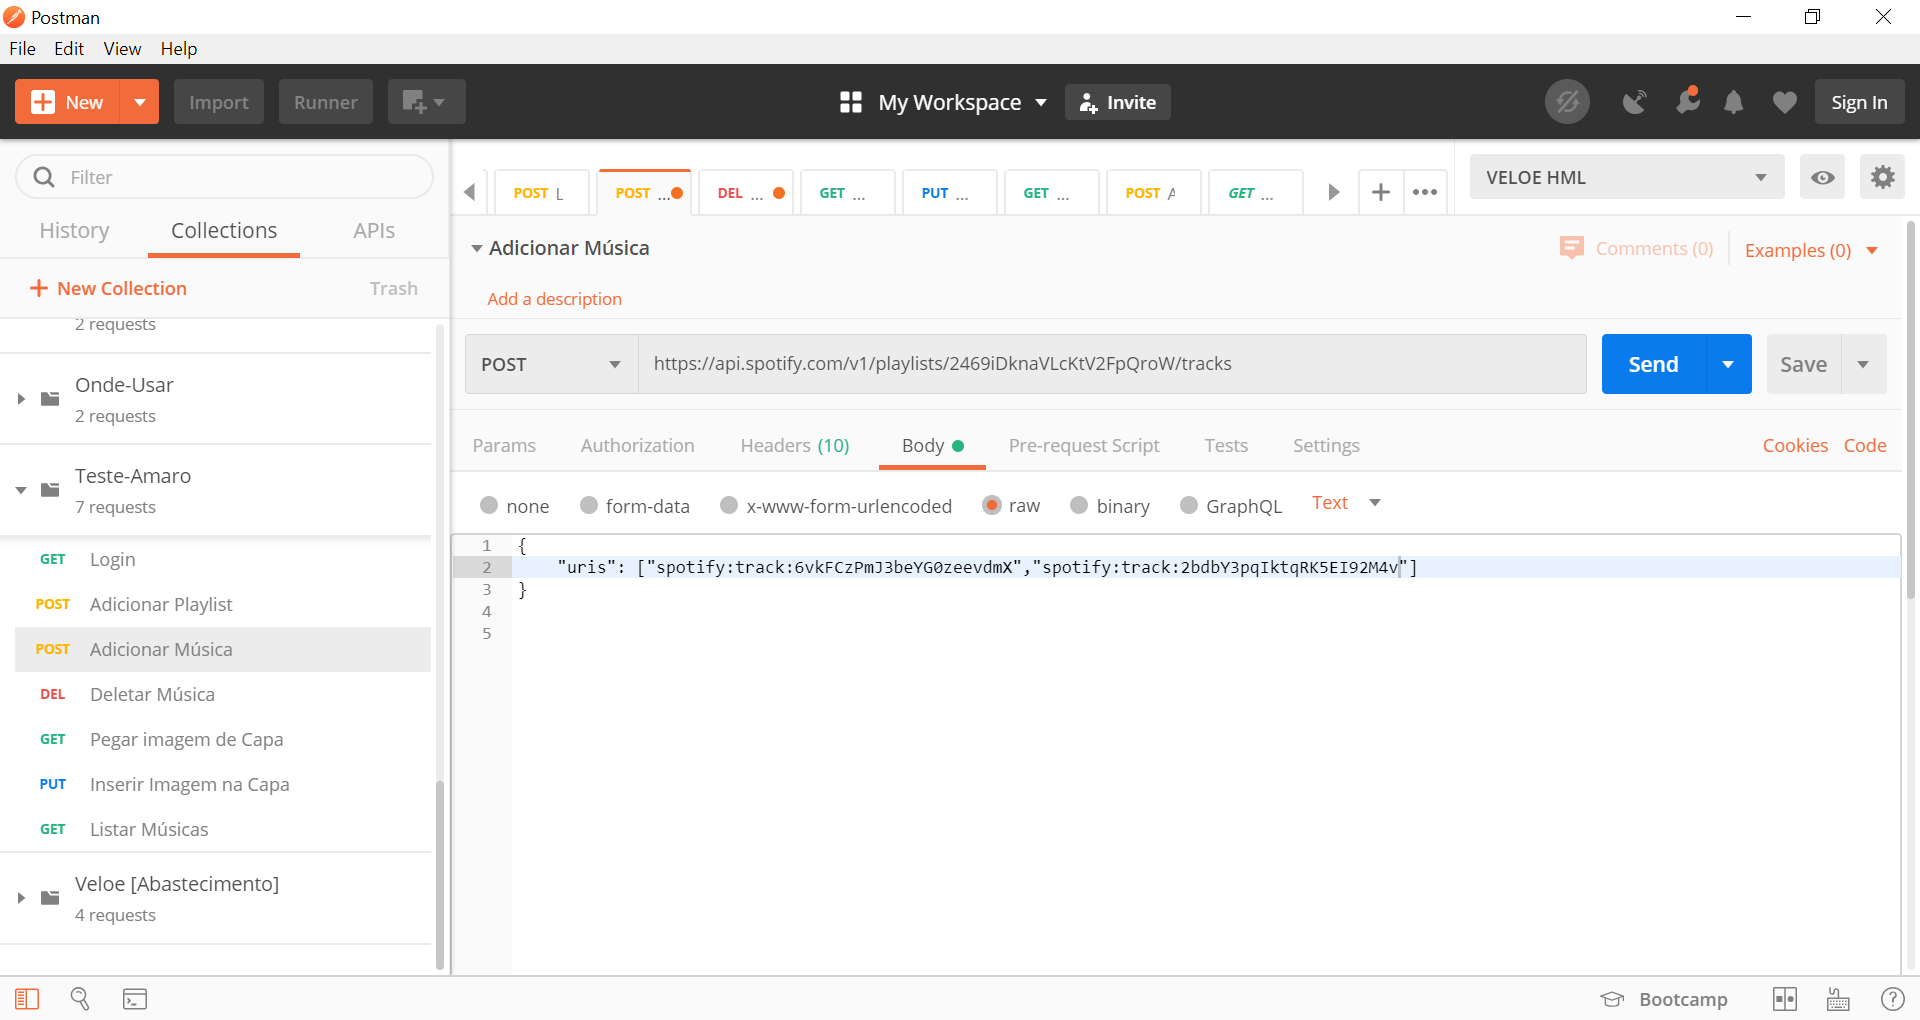 Postman
File Edit View Help
New Import Runner My Workspace Invite Sign In
Filter
History Collections APIs
New Collection Trash
2 requests
Onde-Usar
2 requests
Teste-Amaro
7 requests
GET Login
POST Adicionar Playlist
POST Adicionar Música
DEL Deletar Música
GET Pegar imagem de Capa
PUT Inserir Imagem na Capa
GET Listar Músicas
Veloe [Abastecimento]
4 requests
POST L POST ... DEL ... GET ... PUT ... GET ... POST A GET ...
VELOE HML
Adicionar Música
Comments (0) Examples (0)
Add a description
POST https://api.spotify.com/v1/playlists/2469iDknaVLcKtV2FpQroW/tracks Send Save
Params Authorization Headers (10) Body Pre-request Script Tests Settings Cookies Code
none form-data x-www-form-urlencoded raw binary GraphQL Text
1 {
2 "uris": ["spotify:track:6vkFCzPmJ3beYG0zeevdmX","spotify:track:2bdbY3pqIktqRK5EI92M4v"]
3 }
4
5
Bootcamp